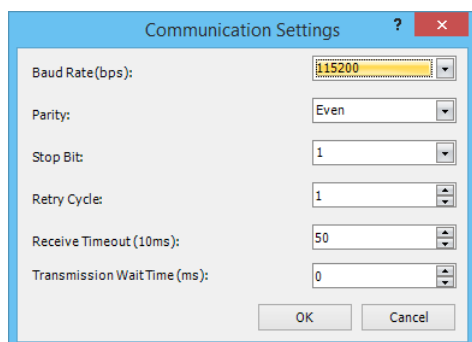 Communication Settings ? ×
Baud Rate(bps): 115200
Parity: Even
Stop Bit: 1
Retry Cycle: 1
Receive Timeout (10ms): 50
Transmission Wait Time (ms): 0
OK Cancel